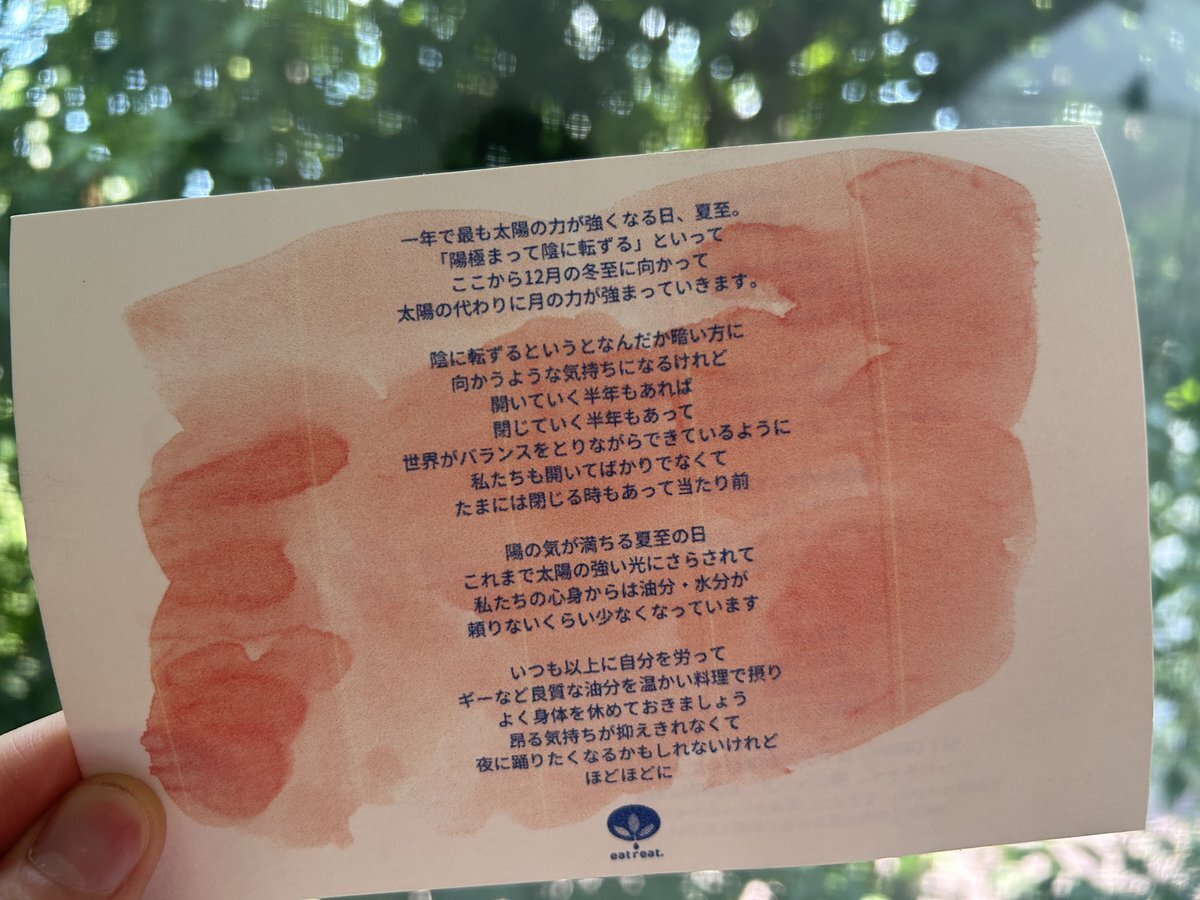 一年で最も太陽の力が強くなる日、夏至。
「陽極まって陰に転ずる」といって
ここから12月の冬至に向かって
太陽の代わりに月の力が強まっていきます。
陰に転ずるというとなんだか暗い方に
向かうような気持ちになるけれど
開いていく半年もあれば
閉じていく半年もあって
世界がバランスをとりながらできているように
私たちも開いてばかりでなくて
たまには閉じる時もあって当たり前
陽の気が満ちる夏至の日
これまで太陽の強い光にさらされて
私たちの心身からは油分・水分が
頼りないくらい少なくなっています
いつも以上に自分を労って
ギーなど良質な油分を温かい料理で摂り
よく身体を休めておきましょう
昂る気持ちが抑えきれなくて
夜に踊りたくなるかもしれないけれど
ほどほどに
eatreat.